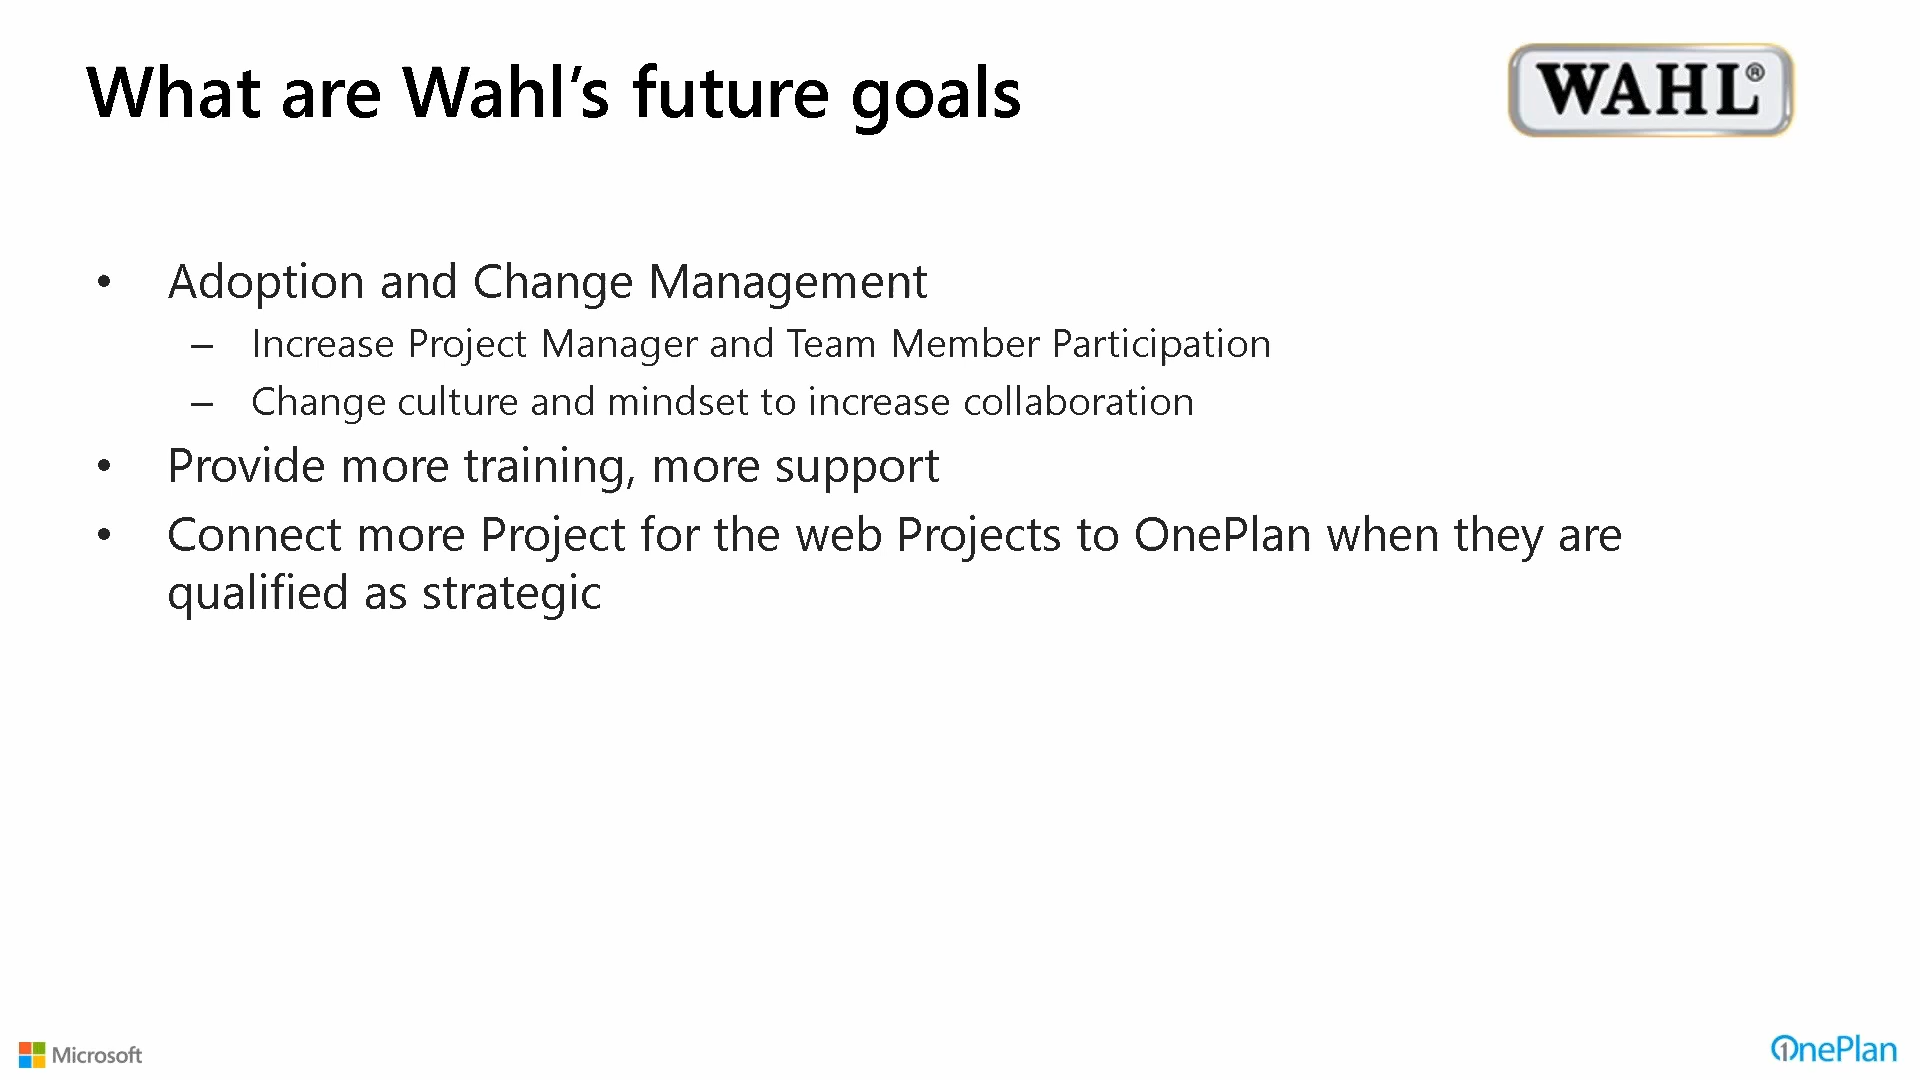 What are Wahl’s future goals
WAHL®
• Adoption and Change Management
– Increase Project Manager and Team Member Participation
– Change culture and mindset to increase collaboration
• Provide more training, more support
• Connect more Project for the web Projects to OnePlan when they are
qualified as strategic
Microsoft
OnePlan